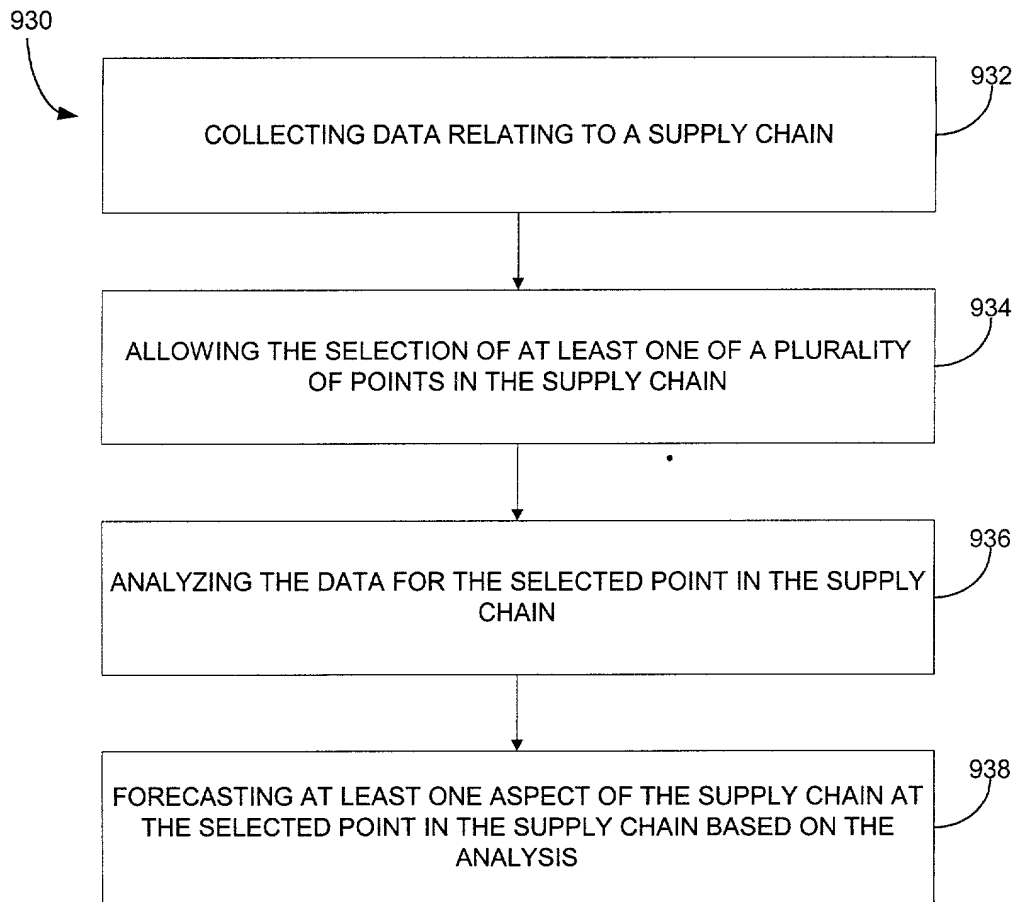 930
932
COLLECTING DATA RELATING TO A SUPPLY CHAIN
934
ALLOWING THE SELECTION OF AT LEAST ONE OF A PLURALITY
OF POINTS IN THE SUPPLY CHAIN
936
ANALYZING THE DATA FOR THE SELECTED POINT IN THE SUPPLY
CHAIN
938
FORECASTING AT LEAST ONE ASPECT OF THE SUPPLY CHAIN AT
THE SELECTED POINT IN THE SUPPLY CHAIN BASED ON THE
ANALYSIS